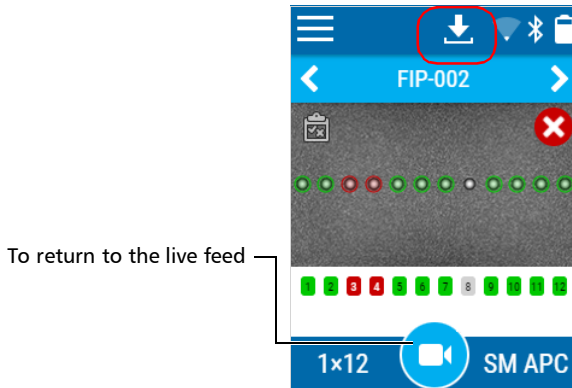 FIP-002
To return to the live feed
1 2 3 4 5 6 7 8 9 10 11 12
1×12 SM APC